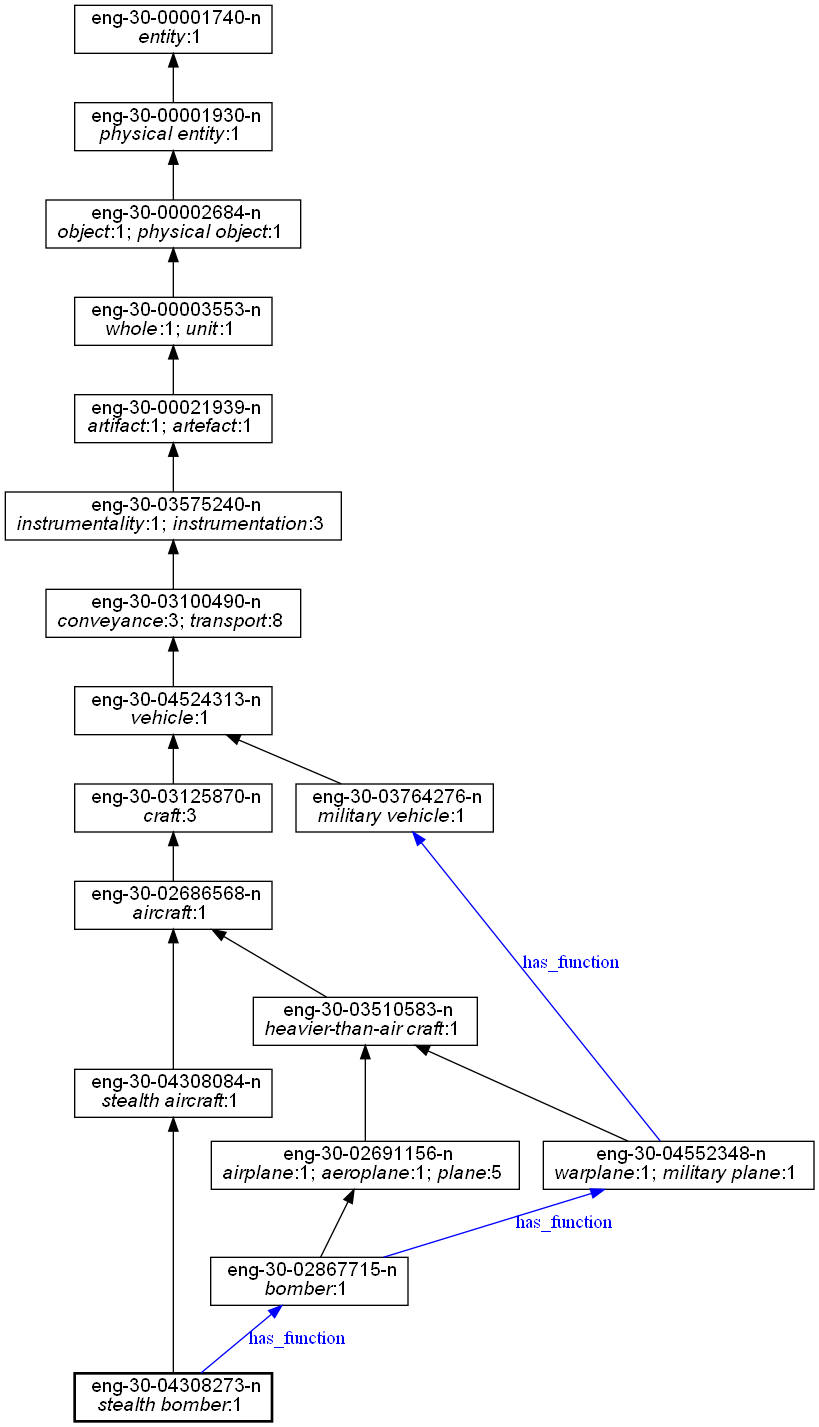 eng-30-00001740-n
entity:1
eng-30-00001930-n
physical entity:1
eng-30-00002684-n
object:1; physical object:1
eng-30-00003553-n
whole:1; unit:1
eng-30-00021939-n
artifact:1; artefact:1
eng-30-03575240-n
instrumentality:1; instrumentation:3
eng-30-03100490-n
conveyance:3; transport:8
eng-30-04524313-n
vehicle:1
eng-30-03125870-n
craft:3
eng-30-03764276-n
military vehicle:1
eng-30-02686568-n
aircraft:1
has_function
eng-30-03510583-n
heavier-than-air craft:1
eng-30-04308084-n
stealth aircraft:1
eng-30-02691156-n
airplane:1; aeroplane:1; plane:5
eng-30-04552348-n
warplane:1; military plane:1
has_function
eng-30-02867715-n
bomber:1
has_function
eng-30-04308273-n
stealth bomber:1